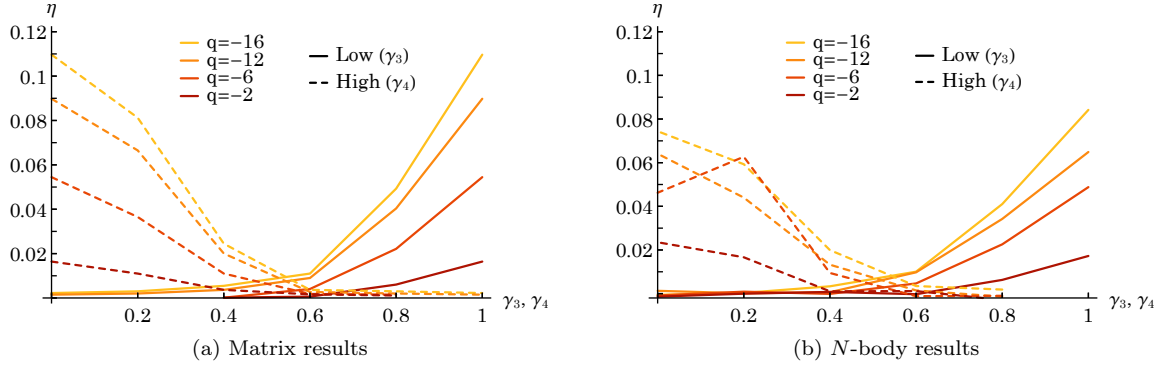 η
0.12
0.1
0.08
0.06
0.04
0.02
q=−16
q=−12
q=−6
q=−2
Low (γ₃)
High (γ₄)
0.2 0.4 0.6 0.8 1
γ₃, γ₄
(a) Matrix results
η
0.12
0.1
0.08
0.06
0.04
0.02
q=−16
q=−12
q=−6
q=−2
Low (γ₃)
High (γ₄)
0.2 0.4 0.6 0.8 1
γ₃, γ₄
(b) N-body results